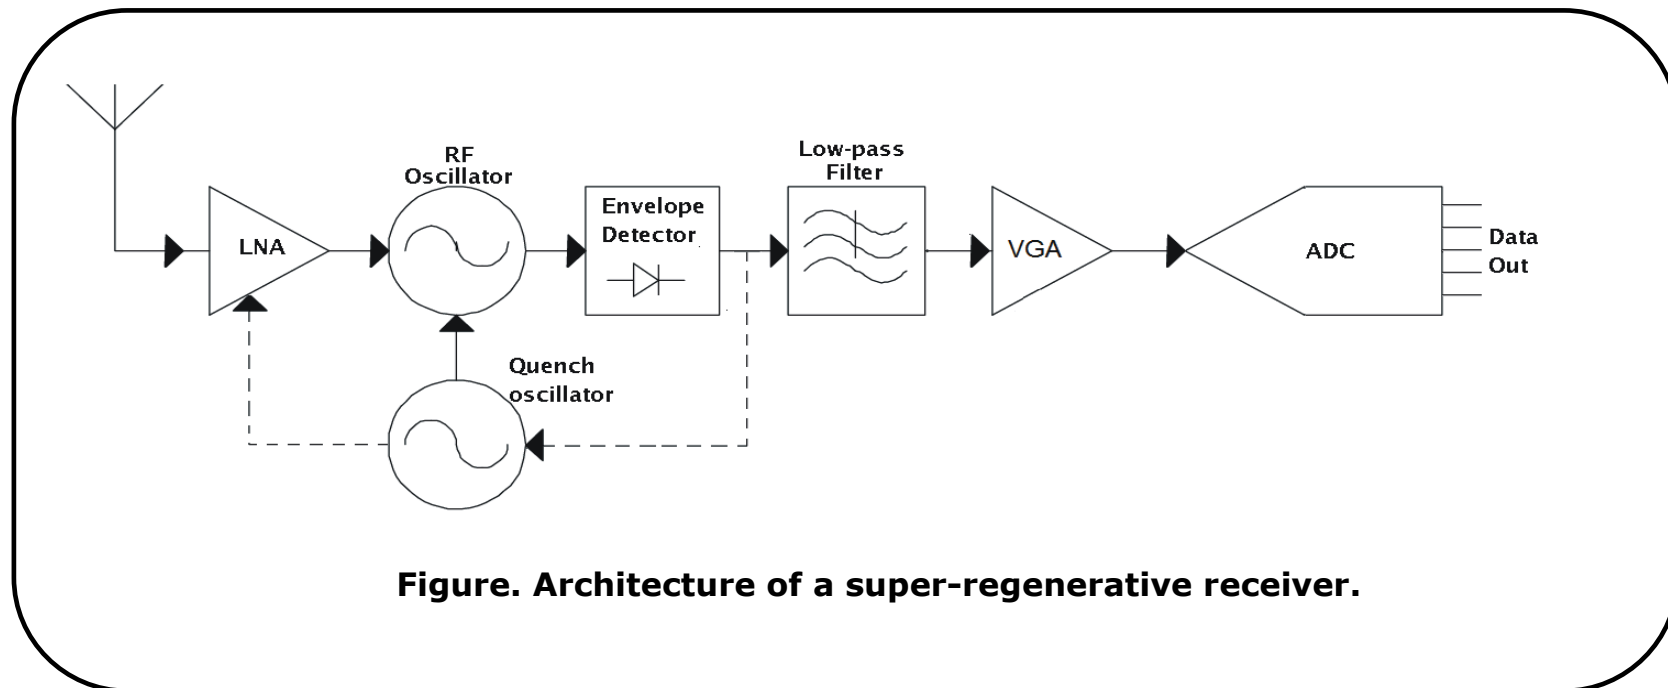 RF
Oscillator
Low-pass
Filter
Envelope
Detector
LNA
VGA
ADC
Data
Out
Quench
oscillator
Figure. Architecture of a super-regenerative receiver.